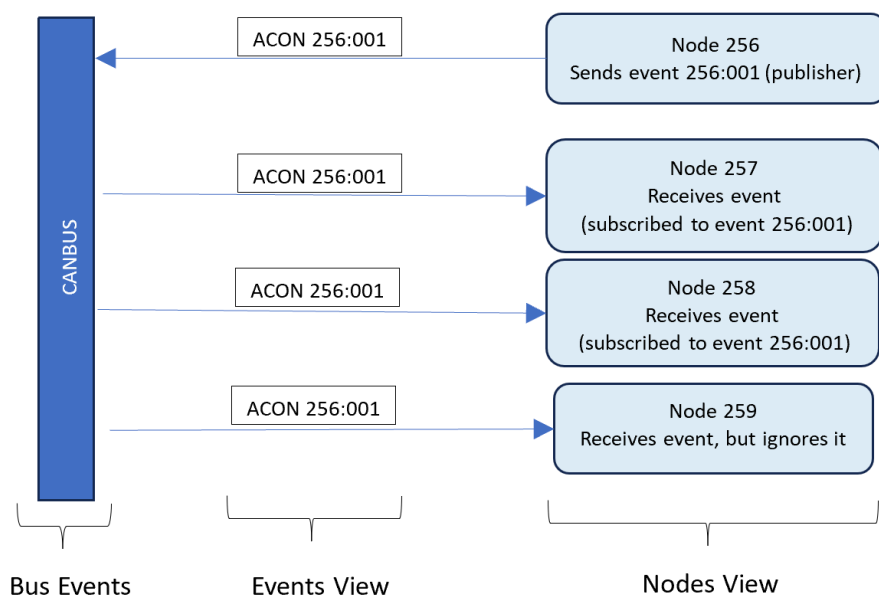 ACON 256:001
Node 256
Sends event 256:001 (publisher)
ACON 256:001
Node 257
Receives event
(subscribed to event 256:001)
CANBUS
ACON 256:001
Node 258
Receives event
(subscribed to event 256:001)
ACON 256:001
Node 259
Receives event, but ignores it
Bus Events
Events View
Nodes View